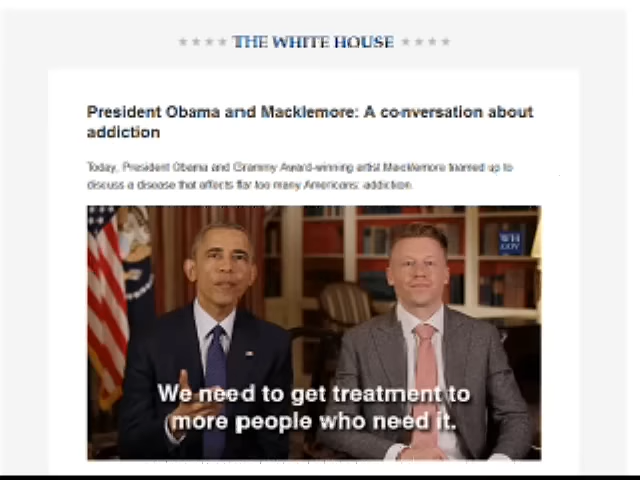 ★★★★ THE WHITE HOUSE ★★★★
President Obama and Macklemore: A conversation about
addiction
Today, President Obama and Grammy Award-winning artist Macklemore teamed up to
discuss a disease that affects far too many Americans: addiction.
WH
GOV
We need to get treatment to
more people who need it.